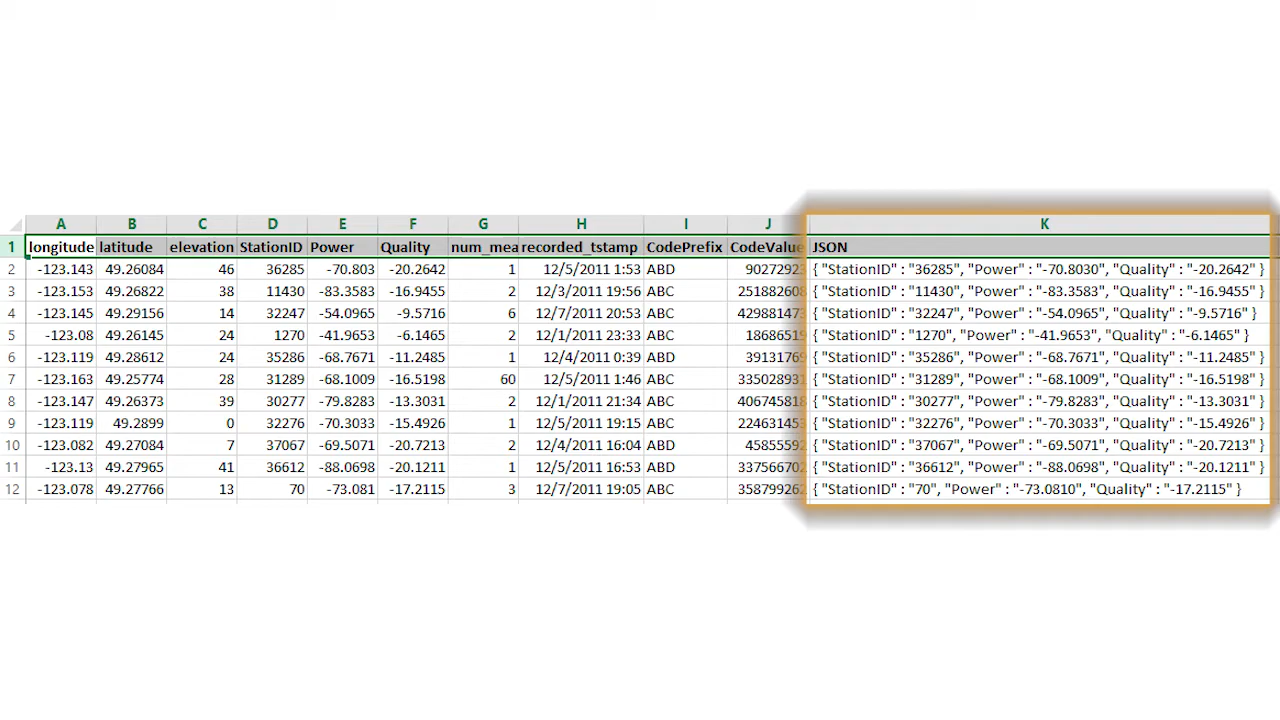 A B C D E F G H I J K
1 longitude latitude elevation StationID Power Quality num_mea recorded_tstamp CodePrefix CodeValue JSON
2 -123.143 49.26084 46 36285 -70.803 -20.2642 1 12/5/2011 1:53 ABD 90272923 { "StationID" : "36285", "Power" : "-70.8030", "Quality" : "-20.2642" }
3 -123.153 49.26822 38 11430 -83.3583 -16.9455 2 12/3/2011 19:56 ABC 251882608 { "StationID" : "11430", "Power" : "-83.3583", "Quality" : "-16.9455" }
4 -123.145 49.29156 14 32247 -54.0965 -9.5716 6 12/7/2011 20:53 ABC 429881473 { "StationID" : "32247", "Power" : "-54.0965", "Quality" : "-9.5716" }
5 -123.08 49.26145 24 1270 -41.9653 -6.1465 2 12/1/2011 23:33 ABC 18686519 { "StationID" : "1270", "Power" : "-41.9653", "Quality" : "-6.1465" }
6 -123.119 49.28612 24 35286 -68.7671 -11.2485 1 12/4/2011 0:39 ABD 39131769 { "StationID" : "35286", "Power" : "-68.7671", "Quality" : "-11.2485" }
7 -123.163 49.25774 28 31289 -68.1009 -16.5198 60 12/5/2011 1:46 ABC 335028931 { "StationID" : "31289", "Power" : "-68.1009", "Quality" : "-16.5198" }
8 -123.147 49.26373 39 30277 -79.8283 -13.3031 2 12/1/2011 21:34 ABC 406745818 { "StationID" : "30277", "Power" : "-79.8283", "Quality" : "-13.3031" }
9 -123.119 49.2899 0 32276 -70.3033 -15.4926 1 12/5/2011 19:15 ABC 224631453 { "StationID" : "32276", "Power" : "-70.3033", "Quality" : "-15.4926" }
10 -123.082 49.27084 7 37067 -69.5071 -20.7213 2 12/4/2011 16:04 ABD 45855592 { "StationID" : "37067", "Power" : "-69.5071", "Quality" : "-20.7213" }
11 -123.13 49.27965 41 36612 -88.0698 -20.1211 1 12/5/2011 16:53 ABD 337566702 { "StationID" : "36612", "Power" : "-88.0698", "Quality" : "-20.1211" }
12 -123.078 49.27766 13 70 -73.081 -17.2115 3 12/7/2011 19:05 ABC 358799262 { "StationID" : "70", "Power" : "-73.0810", "Quality" : "-17.2115" }